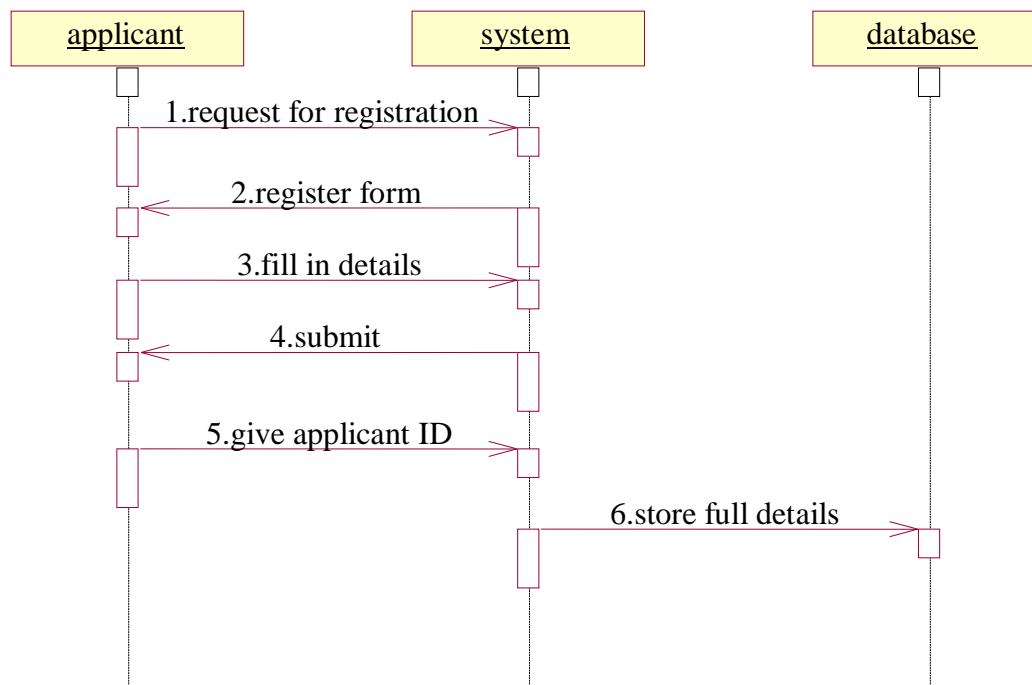 applicant
system
database
1.request for registration
2.register form
3.fill in details
4.submit
5.give applicant ID
6.store full details